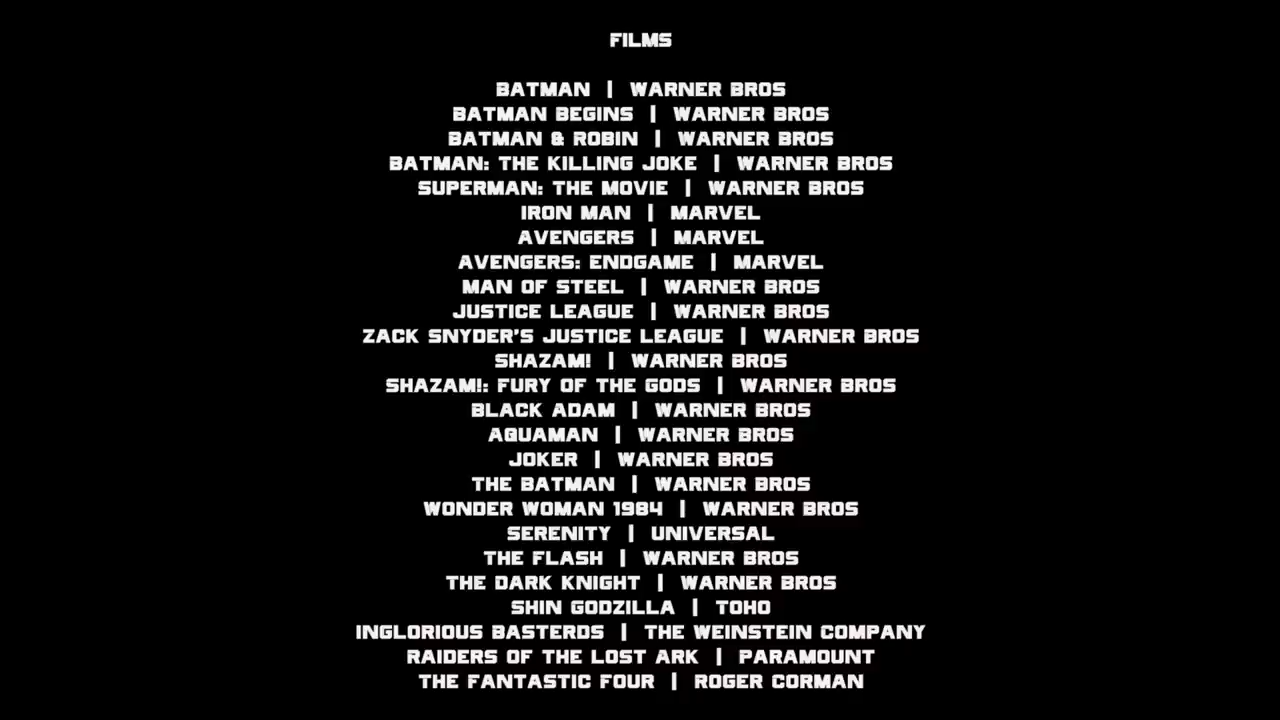 FILMS
BATMAN | WARNER BROS
BATMAN BEGINS | WARNER BROS
BATMAN & ROBIN | WARNER BROS
BATMAN: THE KILLING JOKE | WARNER BROS
SUPERMAN: THE MOVIE | WARNER BROS
IRON MAN | MARVEL
AVENGERS | MARVEL
AVENGERS: ENDGAME | MARVEL
MAN OF STEEL | WARNER BROS
JUSTICE LEAGUE | WARNER BROS
ZACK SNYDER'S JUSTICE LEAGUE | WARNER BROS
SHAZAM! | WARNER BROS
SHAZAM!: FURY OF THE GODS | WARNER BROS
BLACK ADAM | WARNER BROS
AQUAMAN | WARNER BROS
JOKER | WARNER BROS
THE BATMAN | WARNER BROS
WONDER WOMAN 1984 | WARNER BROS
SERENITY | UNIVERSAL
THE FLASH | WARNER BROS
THE DARK KNIGHT | WARNER BROS
SHIN GODZILLA | TOHO
INGLORIOUS BASTERDS | THE WEINSTEIN COMPANY
RAIDERS OF THE LOST ARK | PARAMOUNT
THE FANTASTIC FOUR | ROGER CORMAN